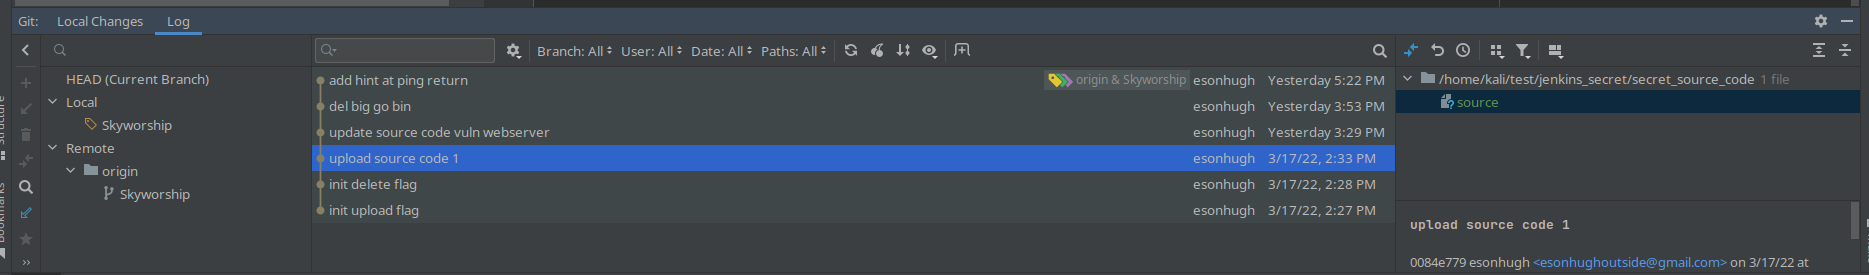 Git: Local Changes Log
Branch: All User: All Date: All Paths: All
HEAD (Current Branch)
Local
Skyworship
Remote
origin
Skyworship
add hint at ping return origin & Skyworship esonhugh Yesterday 5:22 PM
del big go bin esonhugh Yesterday 3:53 PM
update source code vuln webserver esonhugh Yesterday 3:29 PM
upload source code 1 esonhugh 3/17/22, 2:33 PM
init delete flag esonhugh 3/17/22, 2:28 PM
init upload flag esonhugh 3/17/22, 2:27 PM
/home/kali/test/jenkins_secret/secret_source_code 1 file
source
upload source code 1
0084e779 esonhugh <esonhughoutside@gmail.com> on 3/17/22 at